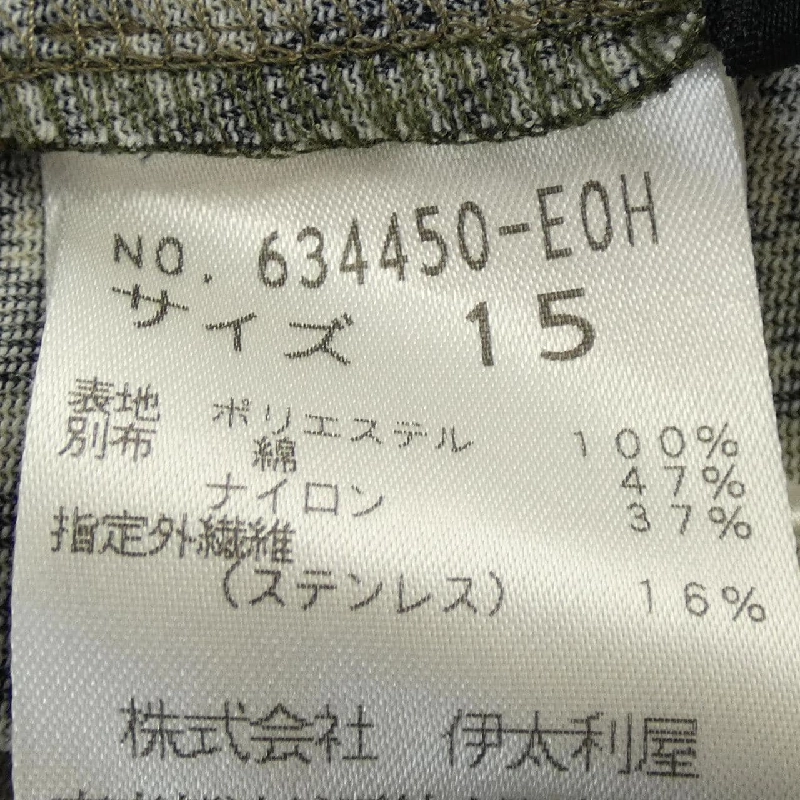 NO. 634450-E0H
サイズ 15
表地 ポリエステル 100%
別布 綿 47%
ナイロン 37%
指定外繊維
(ステンレス) 16%
株式会社 伊太利屋